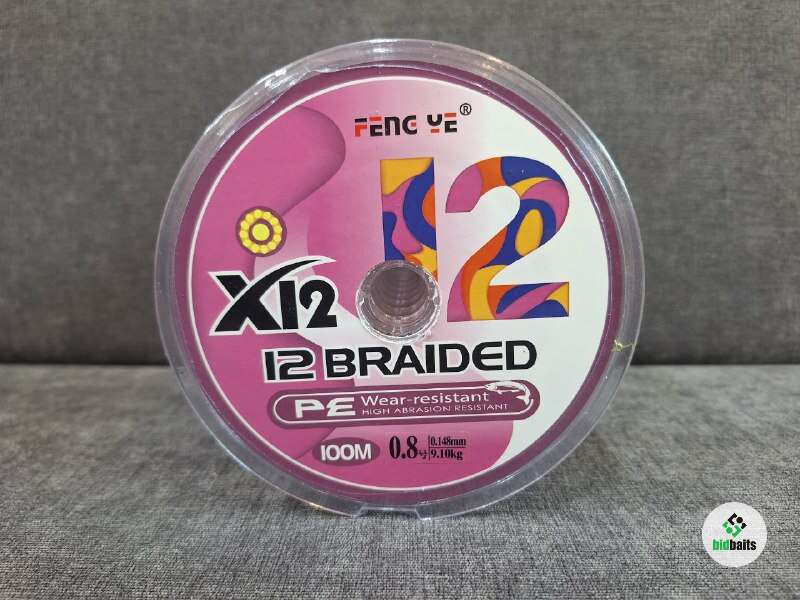 FENG YE®
12
X12
12 BRAIDED
PE Wear-resistant
HIGH ABRASION RESISTANT
100M 0.8号 0.148mm
9.10kg
bidbaits